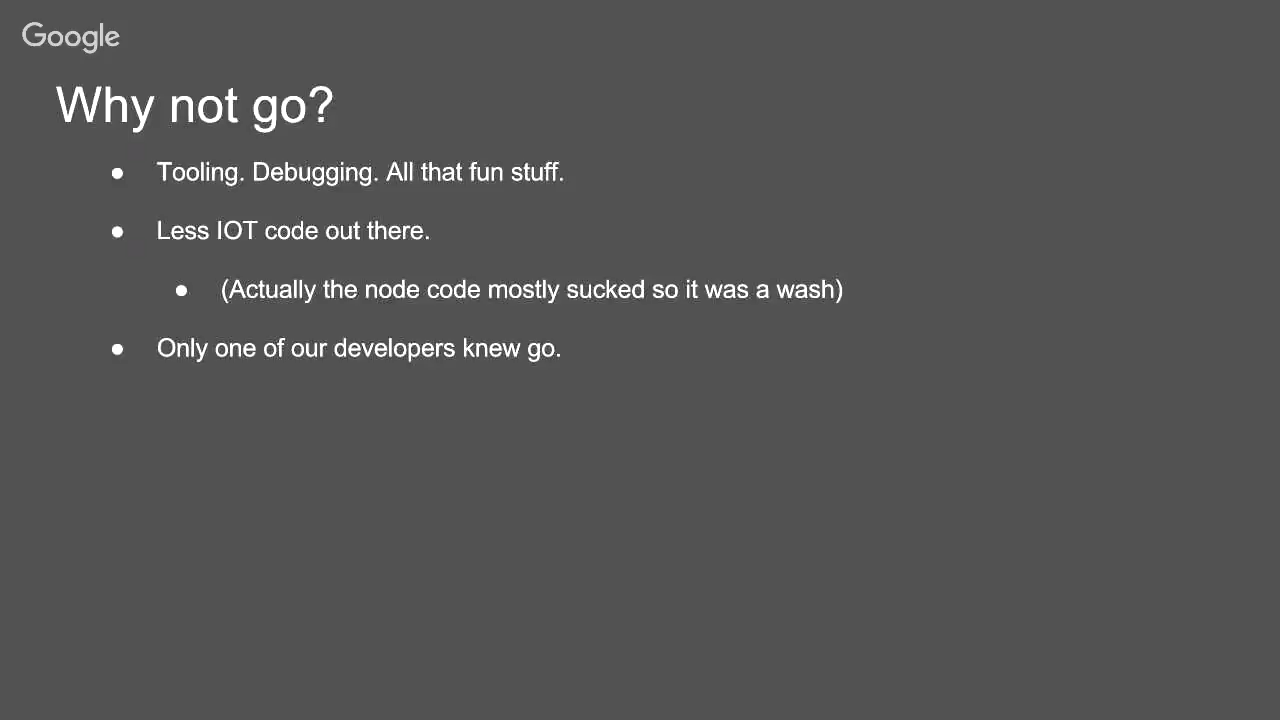 Google
Why not go?
● Tooling. Debugging. All that fun stuff.
● Less IOT code out there.
● (Actually the node code mostly sucked so it was a wash)
● Only one of our developers knew go.